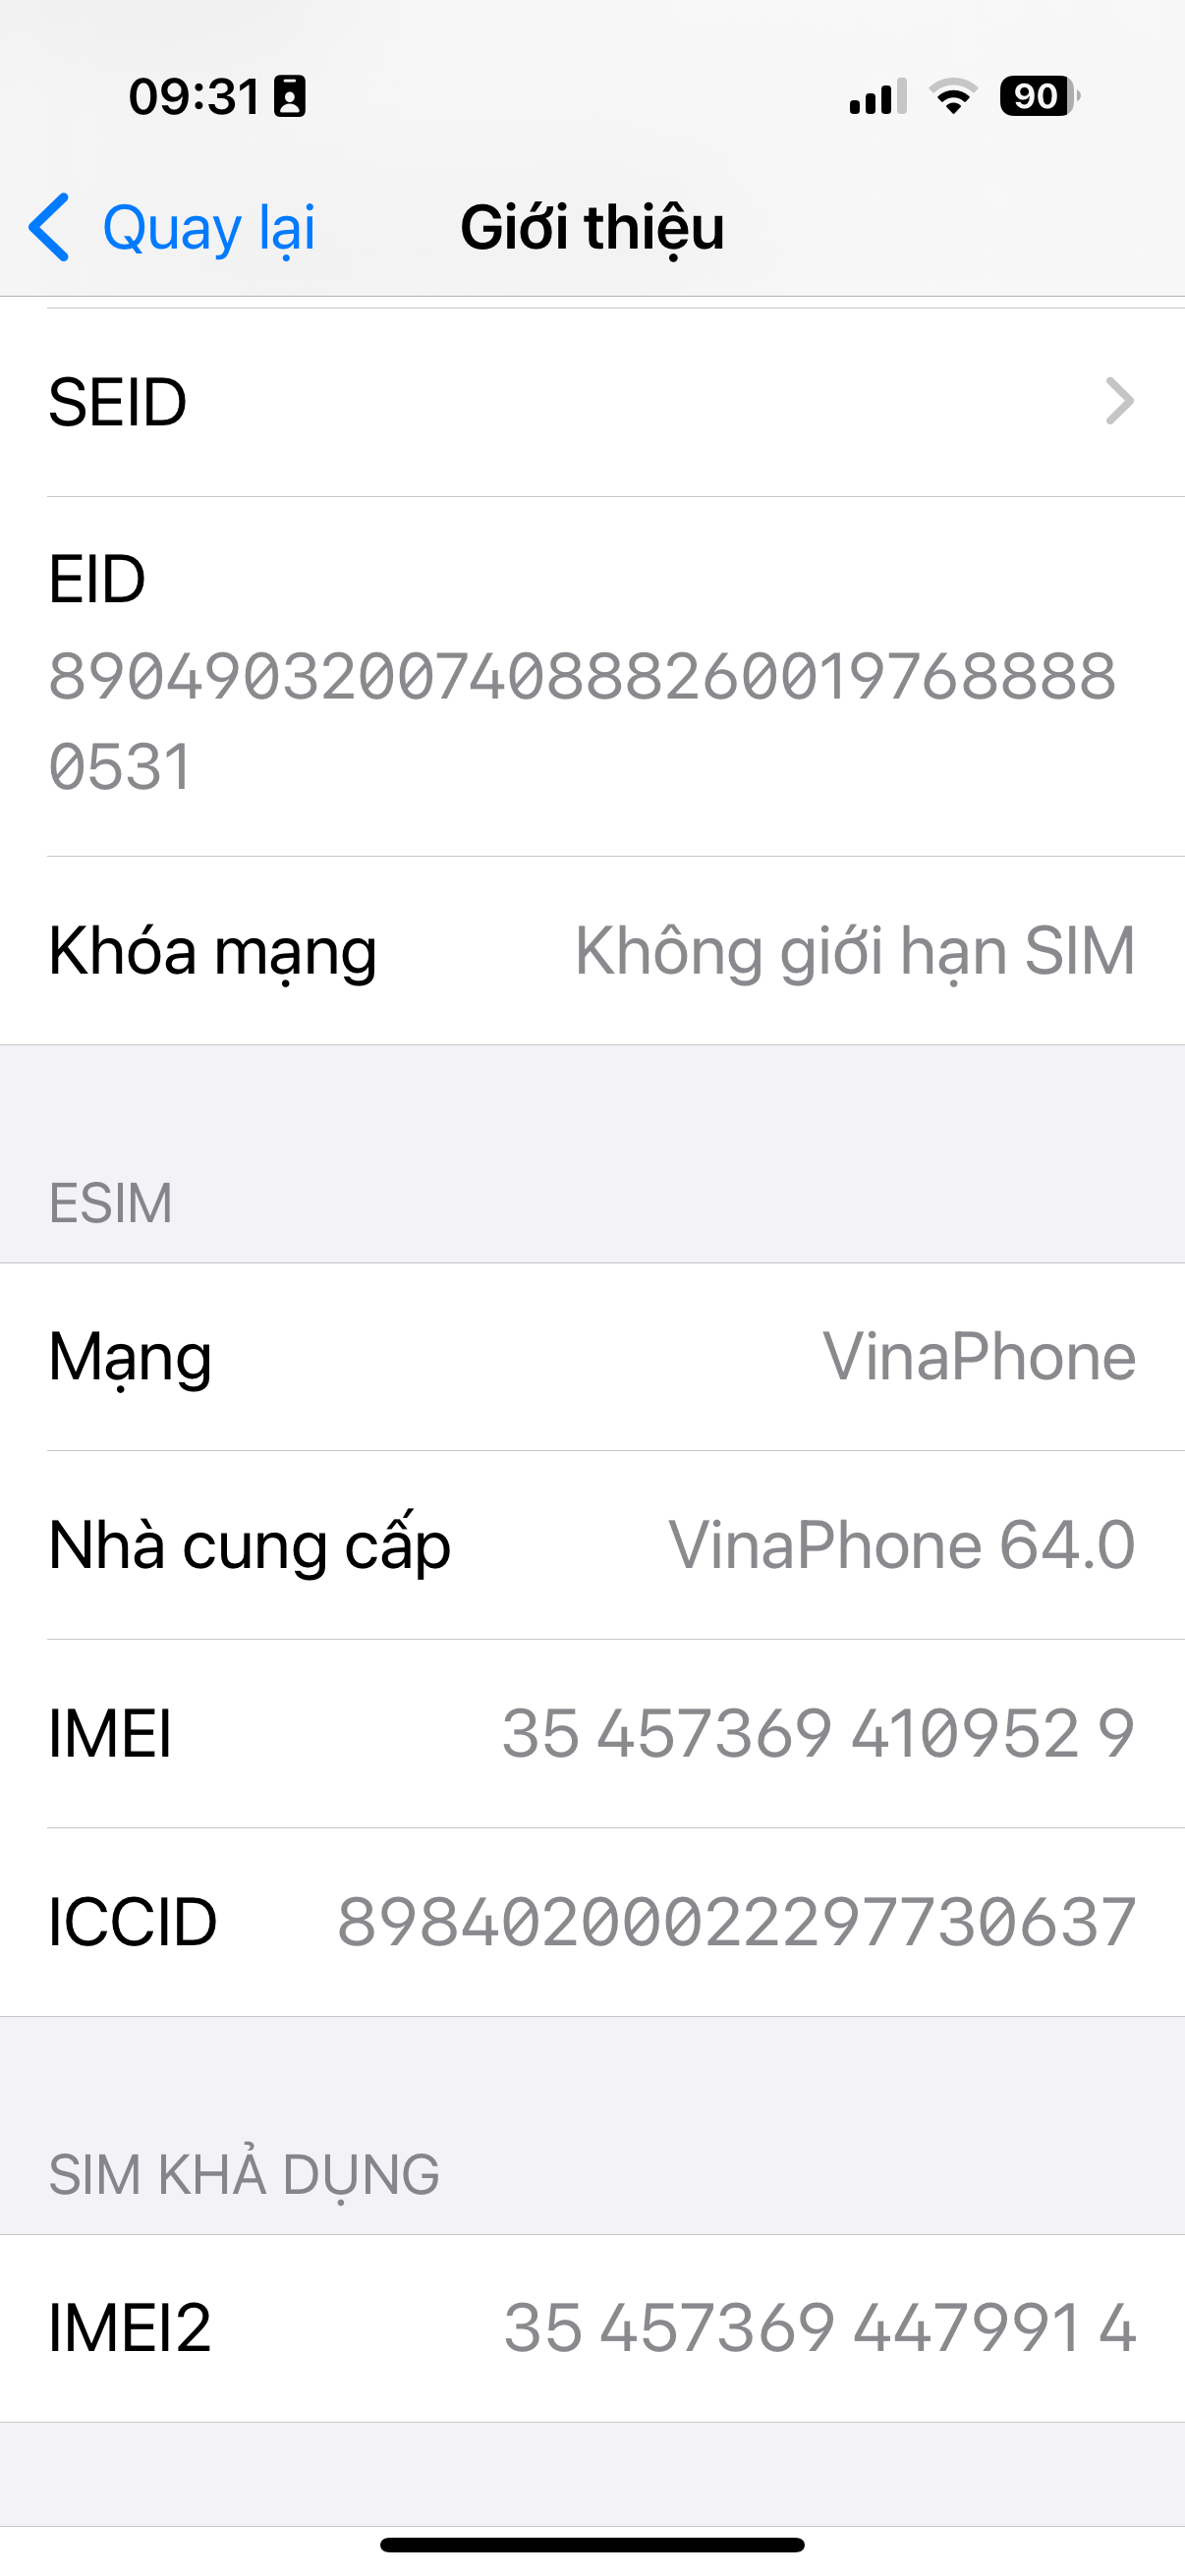 09:31
90
Quay lại
Giới thiệu
SEID
EID
8904903200740888260019768888
0531
Khóa mạng Không giới hạn SIM
ESIM
Mạng VinaPhone
Nhà cung cấp VinaPhone 64.0
IMEI 35 457369 410952 9
ICCID 89840200022297730637
SIM KHẢ DỤNG
IMEI2 35 457369 447991 4